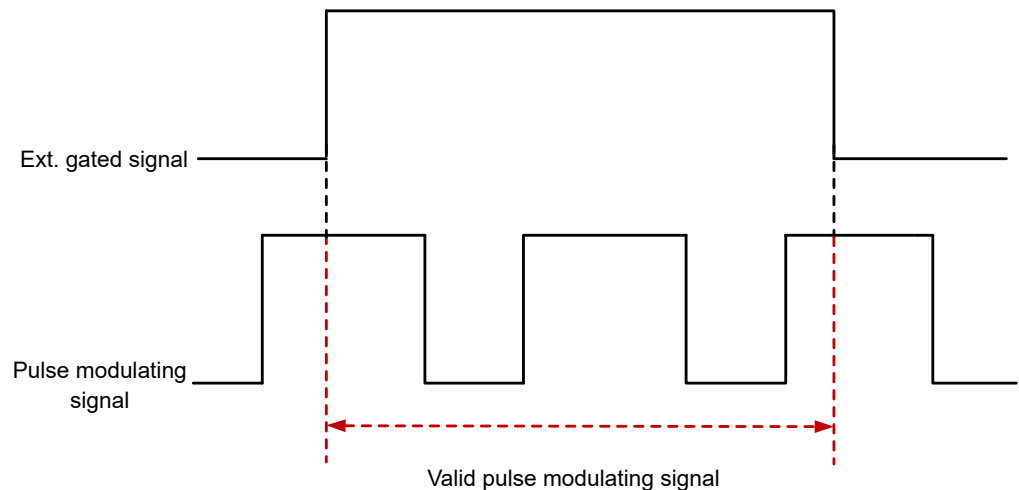 Ext. gated signal
Pulse modulating
signal
Valid pulse modulating signal